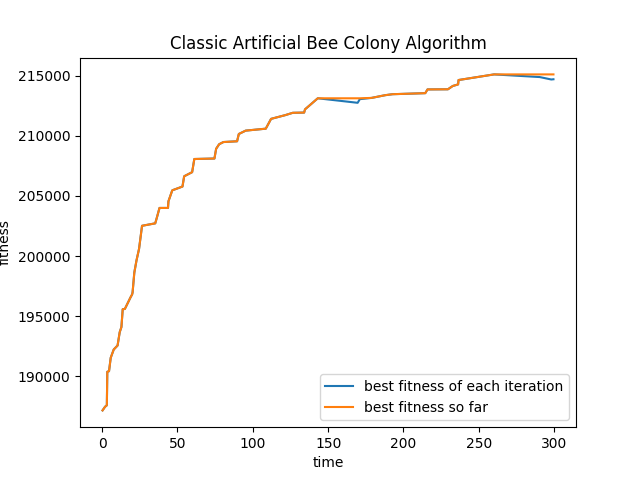 Classic Artificial Bee Colony Algorithm
fitness
215000
210000
205000
200000
195000
190000
0
50
100
150
200
250
300
time
best fitness of each iteration
best fitness so far